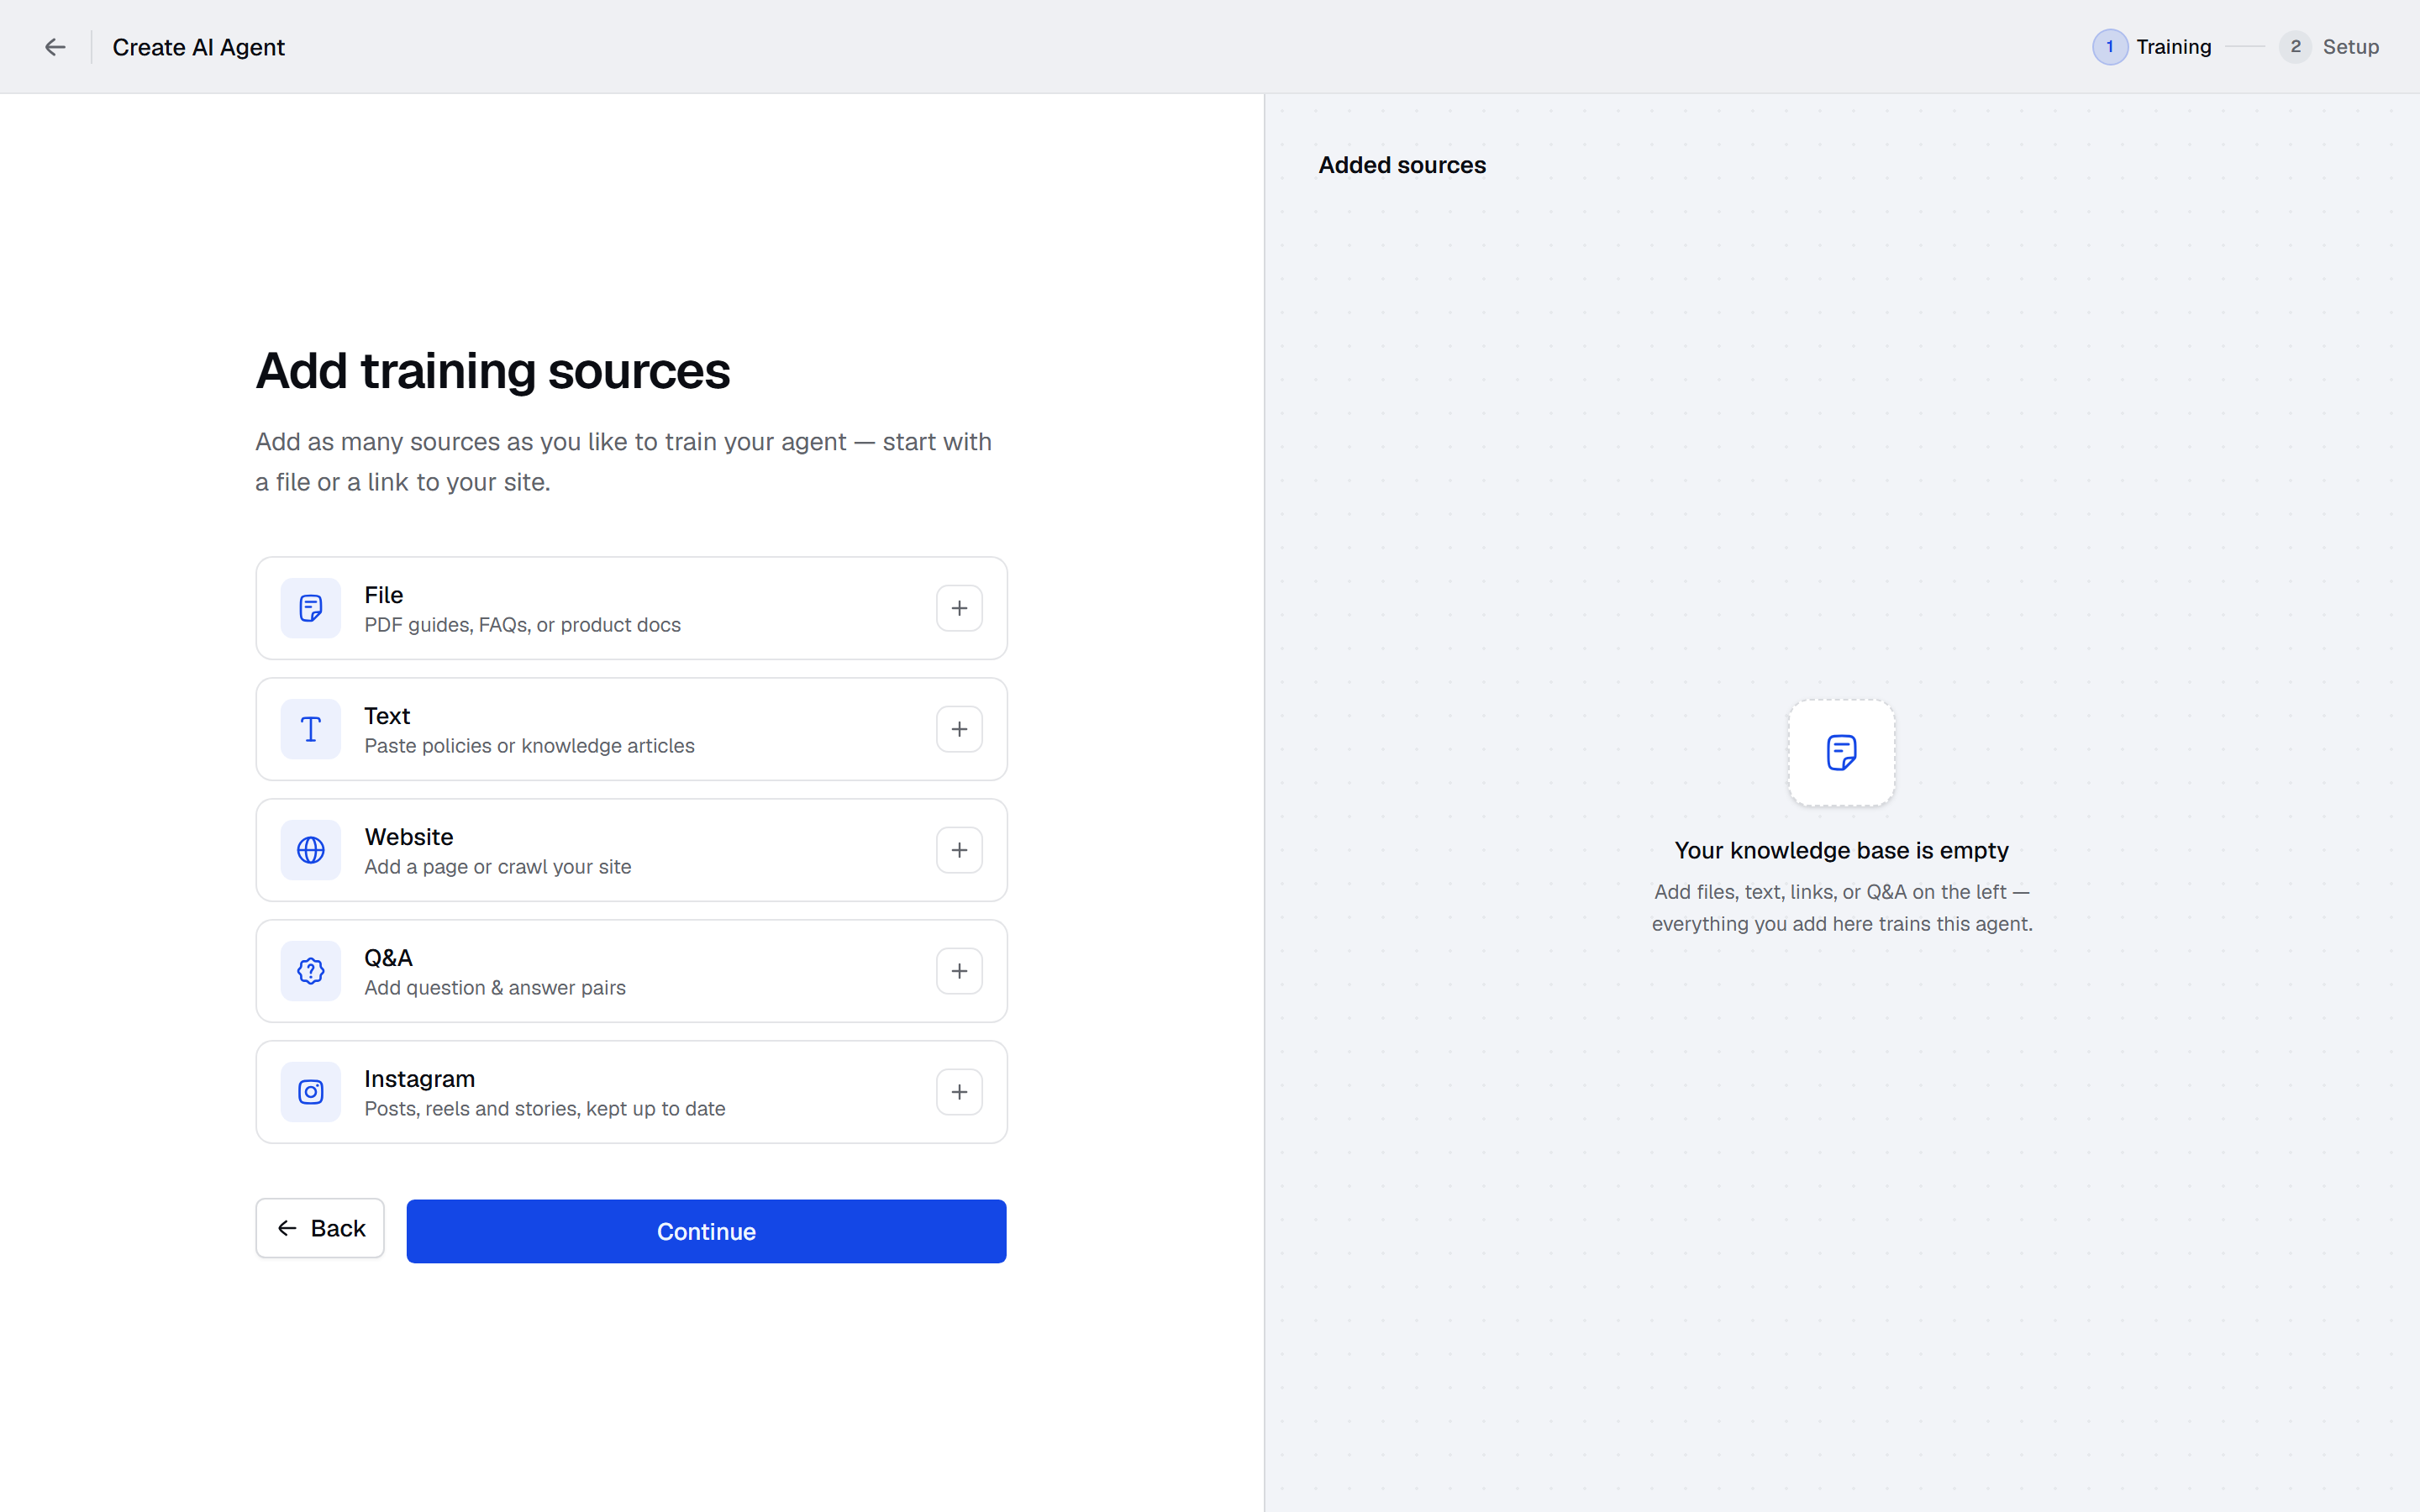 Create AI Agent
1 Training
2 Setup
Add training sources
Add as many sources as you like to train your agent — start with
a file or a link to your site.
File
PDF guides, FAQs, or product docs
Text
Paste policies or knowledge articles
Website
Add a page or crawl your site
Q&A
Add question & answer pairs
Instagram
Posts, reels and stories, kept up to date
Back
Continue
Added sources
Your knowledge base is empty
Add files, text, links, or Q&A on the left —
everything you add here trains this agent.